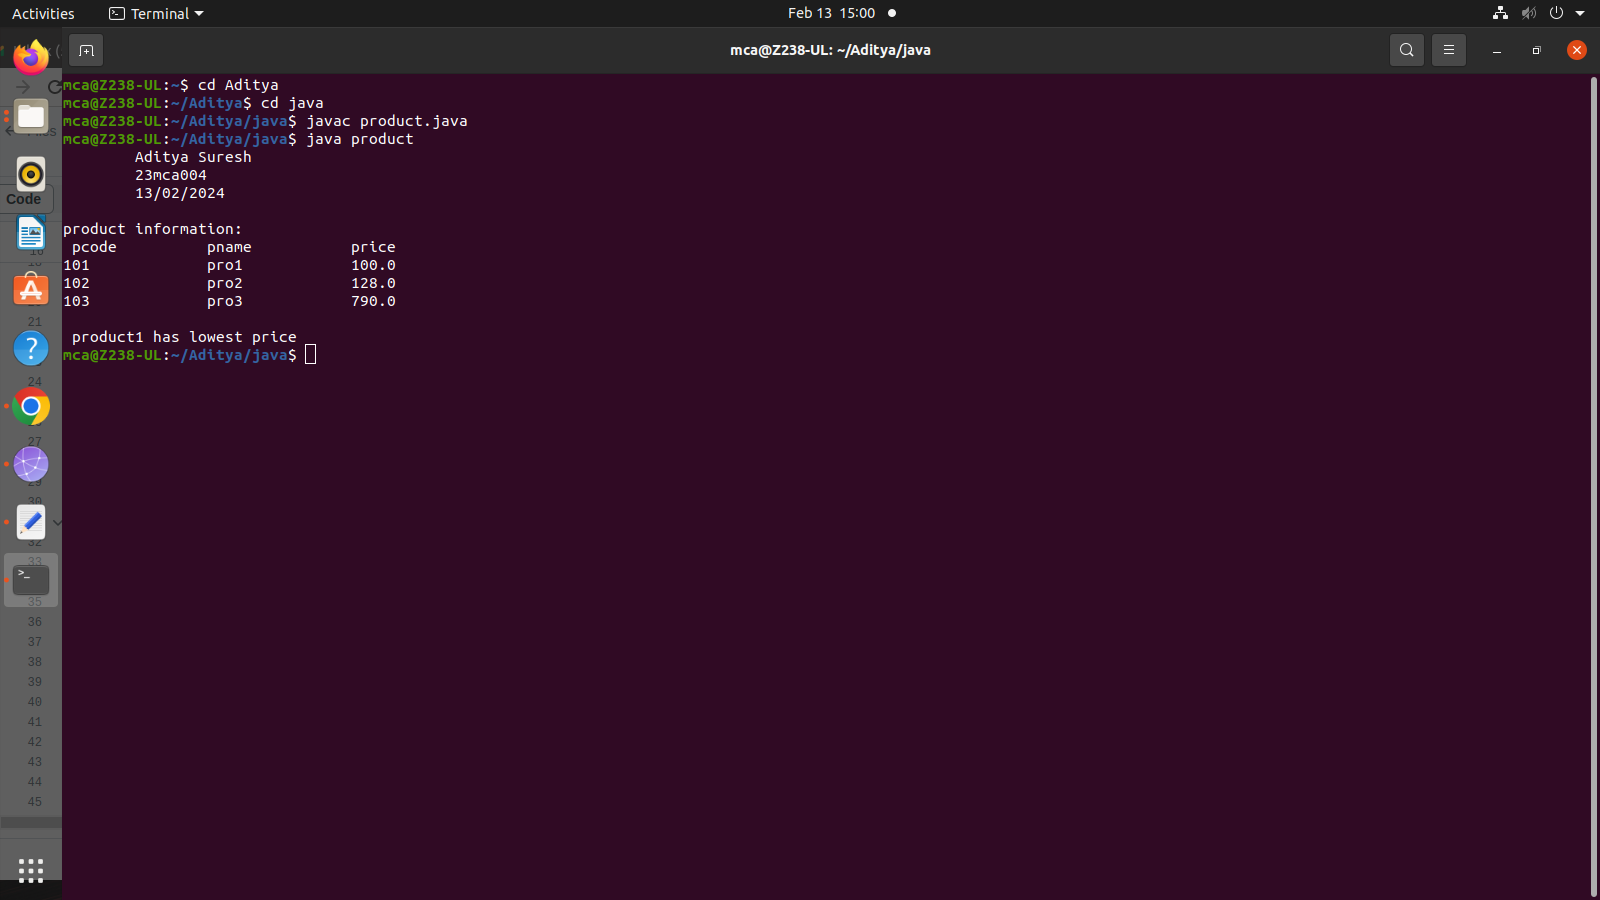 Activities Terminal Feb 13 15:00
mca@Z238-UL: ~/Aditya/java
mca@Z238-UL:~$ cd Aditya
mca@Z238-UL:~/Aditya$ cd java
mca@Z238-UL:~/Aditya/java$ javac product.java
mca@Z238-UL:~/Aditya/java$ java product
Aditya Suresh
23mca004
13/02/2024
product information:
pcode pname price
101 pro1 100.0
102 pro2 128.0
103 pro3 790.0
product1 has lowest price
mca@Z238-UL:~/Aditya/java$
Code
21
24
27
29
30
32
33
35
36
37
38
39
40
41
42
43
44
45